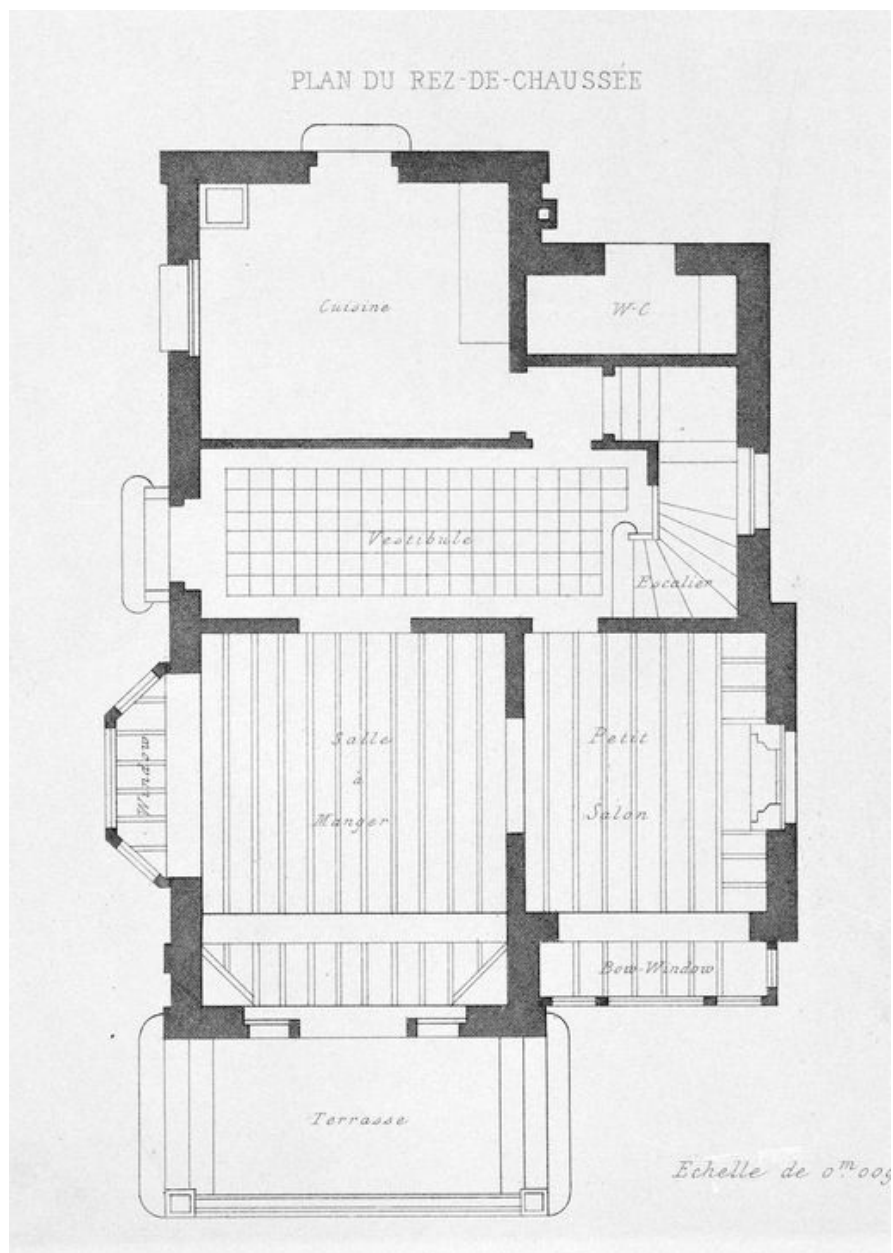 PLAN DU REZ-DE-CHAUSSÉE
Cuisine
W-C
Vestibule
Escalier
Salle
à
Manger
Petit
Salon
Window
Bow-Window
Terrasse
Echelle de 0m.009